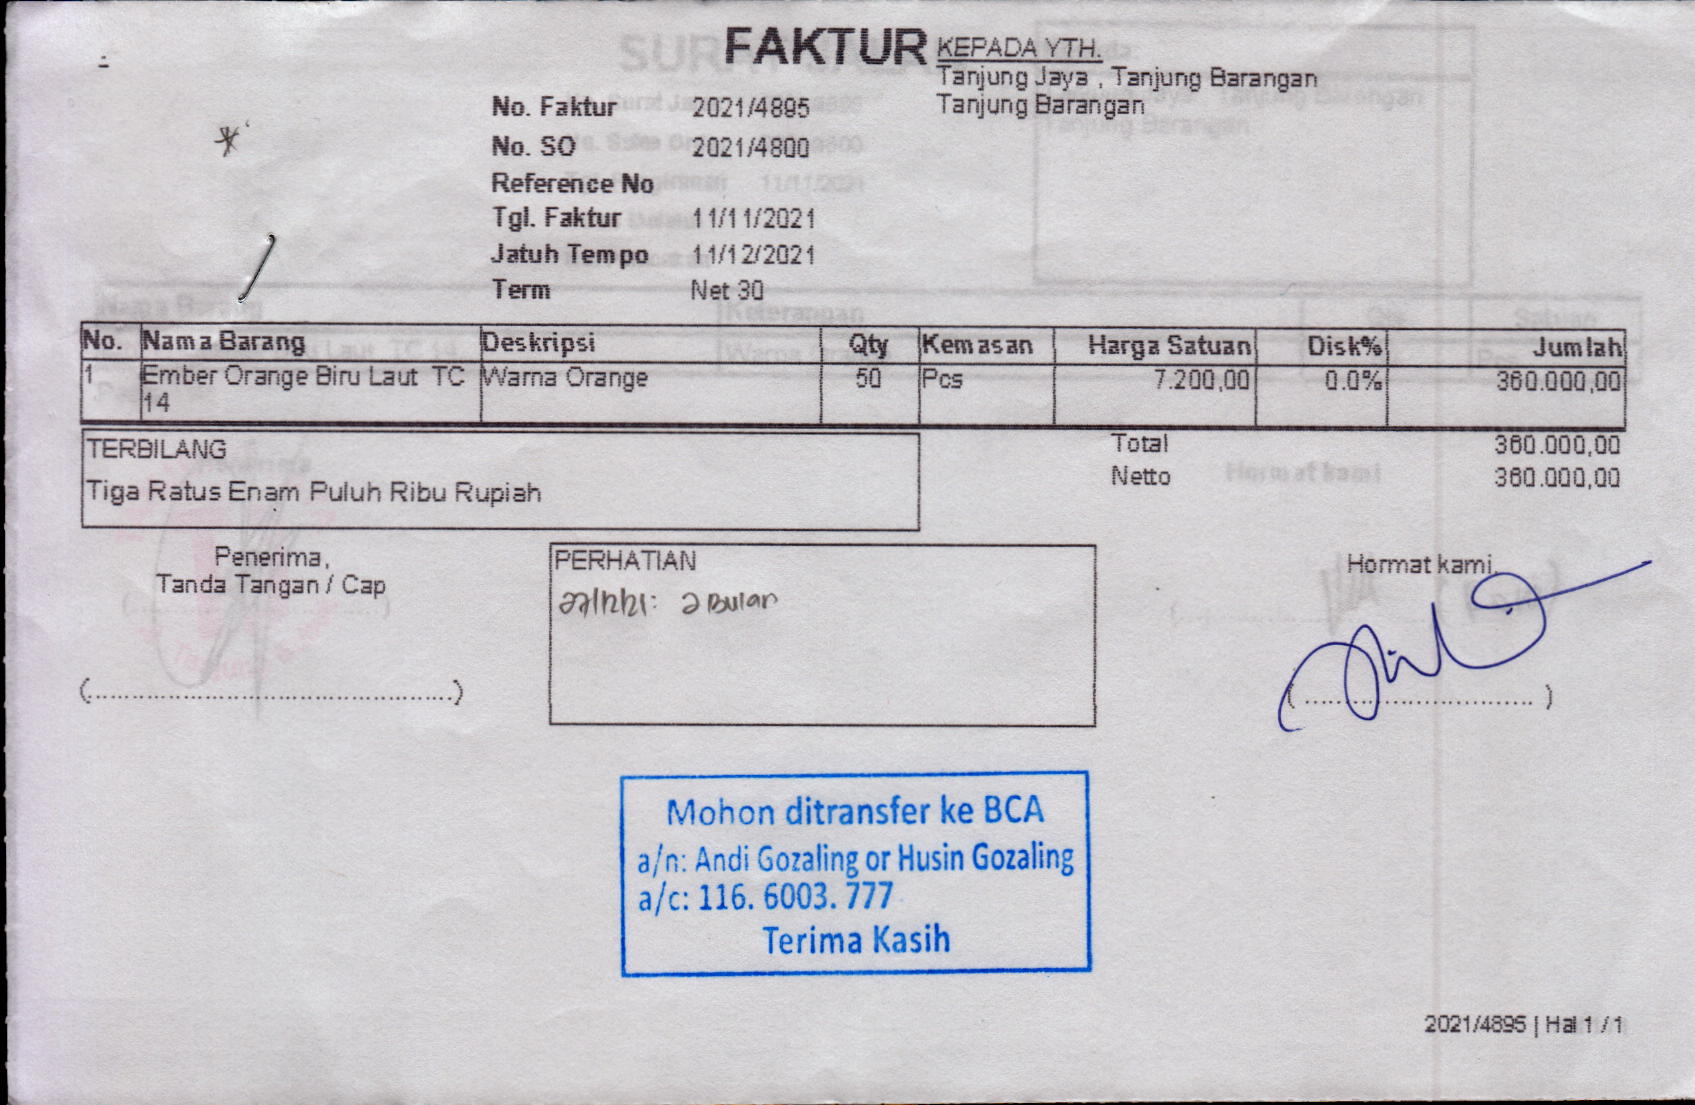 FAKTUR
KEPADA YTH.
Tanjung Jaya , Tanjung Barangan
Tanjung Barangan
No. Faktur 2021/4895
No. SO 2021/4800
Reference No
Tgl. Faktur 11/11/2021
Jatuh Tempo 11/12/2021
Term Net 30
No. Nama Barang Deskripsi Qty Kemasan Harga Satuan Disk% Jumlah
1 Ember Orange Biru Laut TC Warna Orange 50 Pcs 7.200,00 0.0% 360.000,00
14
TERBILANG
Tiga Ratus Enam Puluh Ribu Rupiah
Total 360.000,00
Netto 360.000,00
Penerima,
Tanda Tangan / Cap
(............................................)
PERHATIAN
27/12/21: 2 Bulan
Hormat kami,
(............................ )
Mohon ditransfer ke BCA
a/n: Andi Gozaling or Husin Gozaling
a/c: 116. 6003. 777
Terima Kasih
2021/4895 | Hal 1 / 1